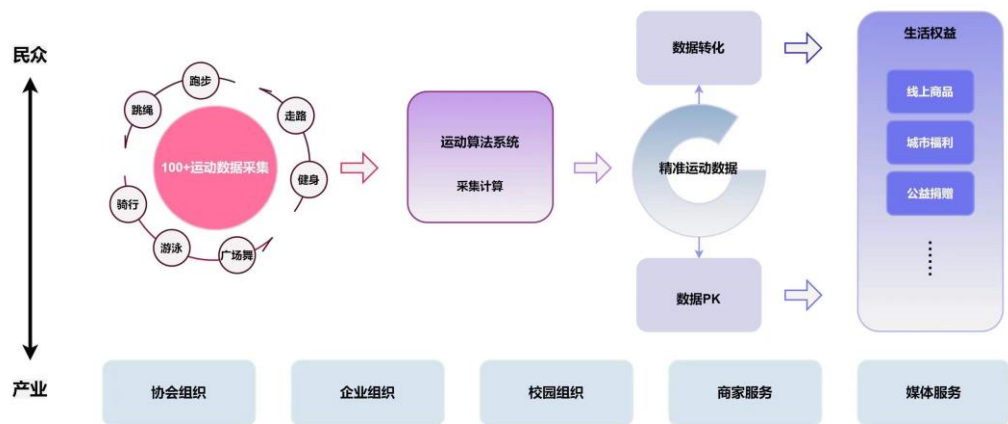 民众
跑步
跳绳
走路
100+运动数据采集
健身
骑行
游泳
广场舞
运动算法系统
采集计算
数据转化
精准运动数据
数据PK
生活权益
线上商品
城市福利
公益捐赠
......
产业
协会组织
企业组织
校园组织
商家服务
媒体服务